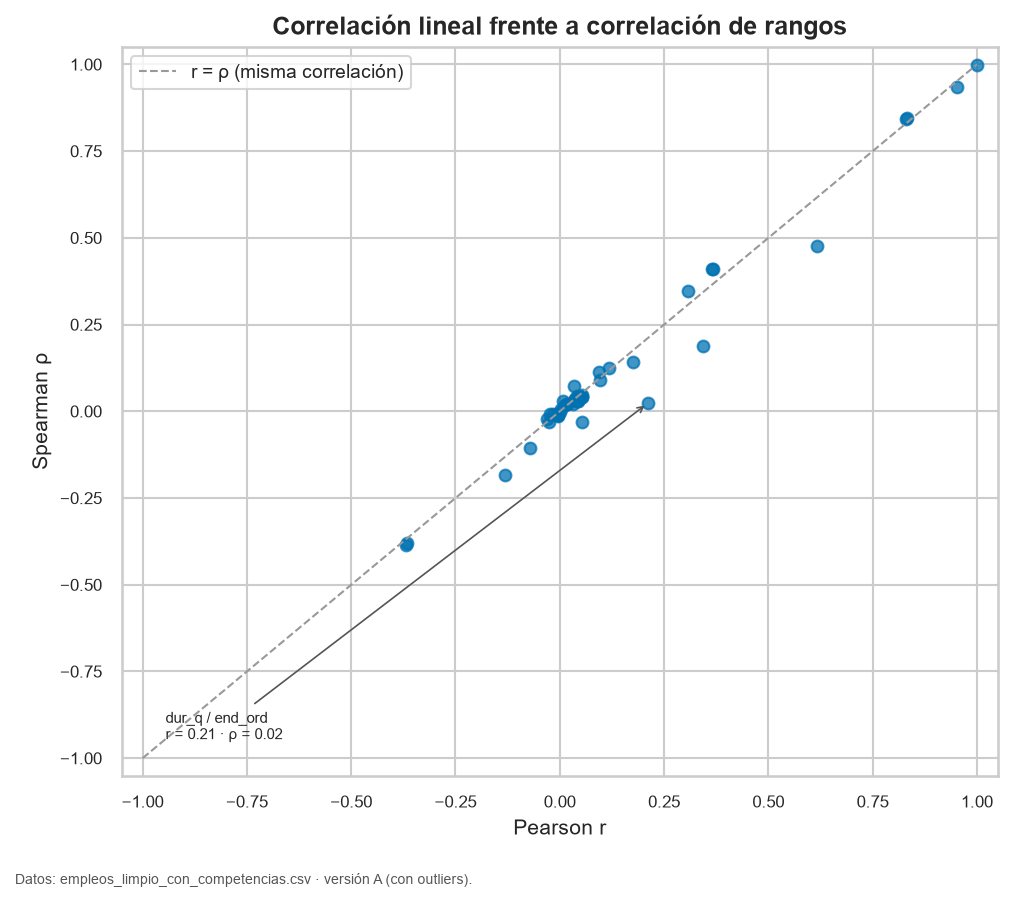 Correlación lineal frente a correlación de rangos
r = ρ (misma correlación)
1.00
0.75
0.50
0.25
0.00
−0.25
−0.50
−0.75
−1.00
Spearman ρ
dur_q / end_ord
r = 0.21 · ρ = 0.02
−1.00 −0.75 −0.50 −0.25 0.00 0.25 0.50 0.75 1.00
Pearson r
Datos: empleos_limpio_con_competencias.csv · versión A (con outliers).